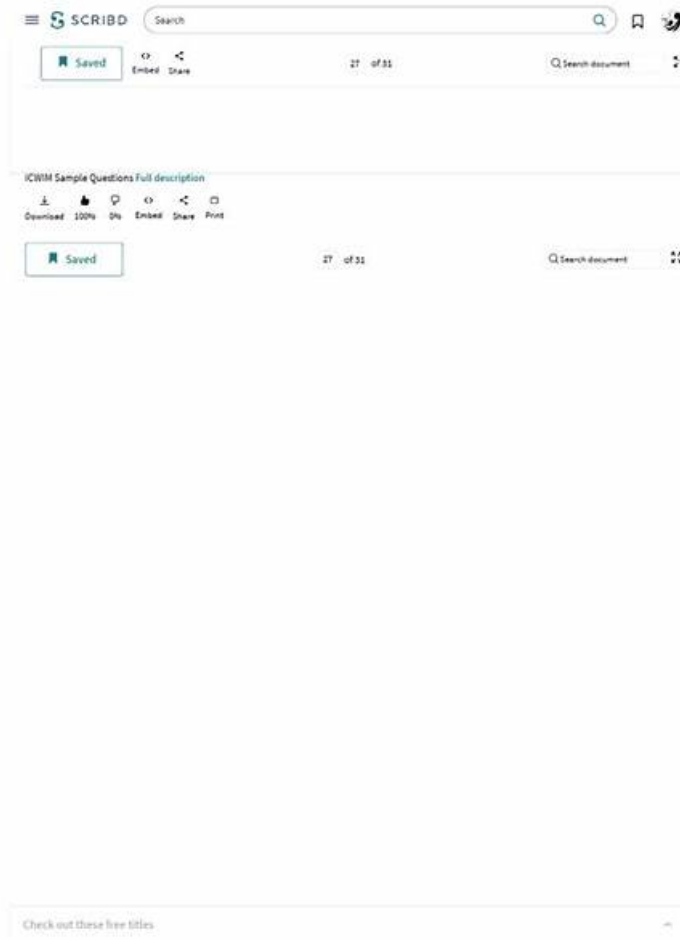 SCRIBD Search
Saved Embed Share 27 of 31 Search document
ICWIM Sample Questions Full description
Download 100% 0% Embed Share Print
Saved 27 of 31 Search document
Check out these free titles